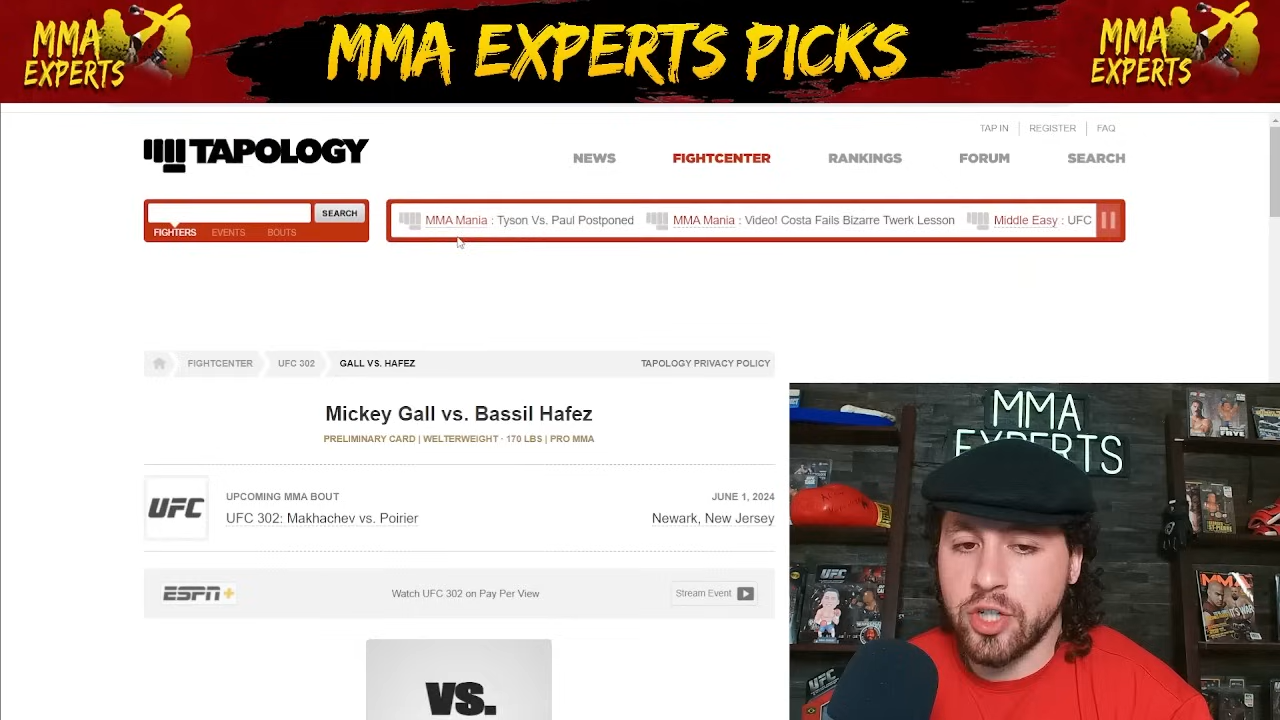 MMA EXPERTS
MMA EXPERTS PICKS
MMA EXPERTS
TAP IN
REGISTER
FAQ
TAPOLOGY
NEWS
FIGHTCENTER
RANKINGS
FORUM
SEARCH
SEARCH
MMA Mania : Tyson Vs. Paul Postponed
MMA Mania : Video! Costa Fails Bizarre Twerk Lesson
Middle Easy : UFC
FIGHTERS
EVENTS
BOUTS
FIGHTCENTER
UFC 302
GALL VS. HAFEZ
TAPOLOGY PRIVACY POLICY
Mickey Gall vs. Bassil Hafez
PRELIMINARY CARD | WELTERWEIGHT · 170 LBS | PRO MMA
UFC
UPCOMING MMA BOUT
JUNE 1, 2024
UFC 302: Makhachev vs. Poirier
Newark, New Jersey
ESPN+
Watch UFC 302 on Pay Per View
Stream Event
VS.
MMA
EXPERTS
UFC
MMA
UFC